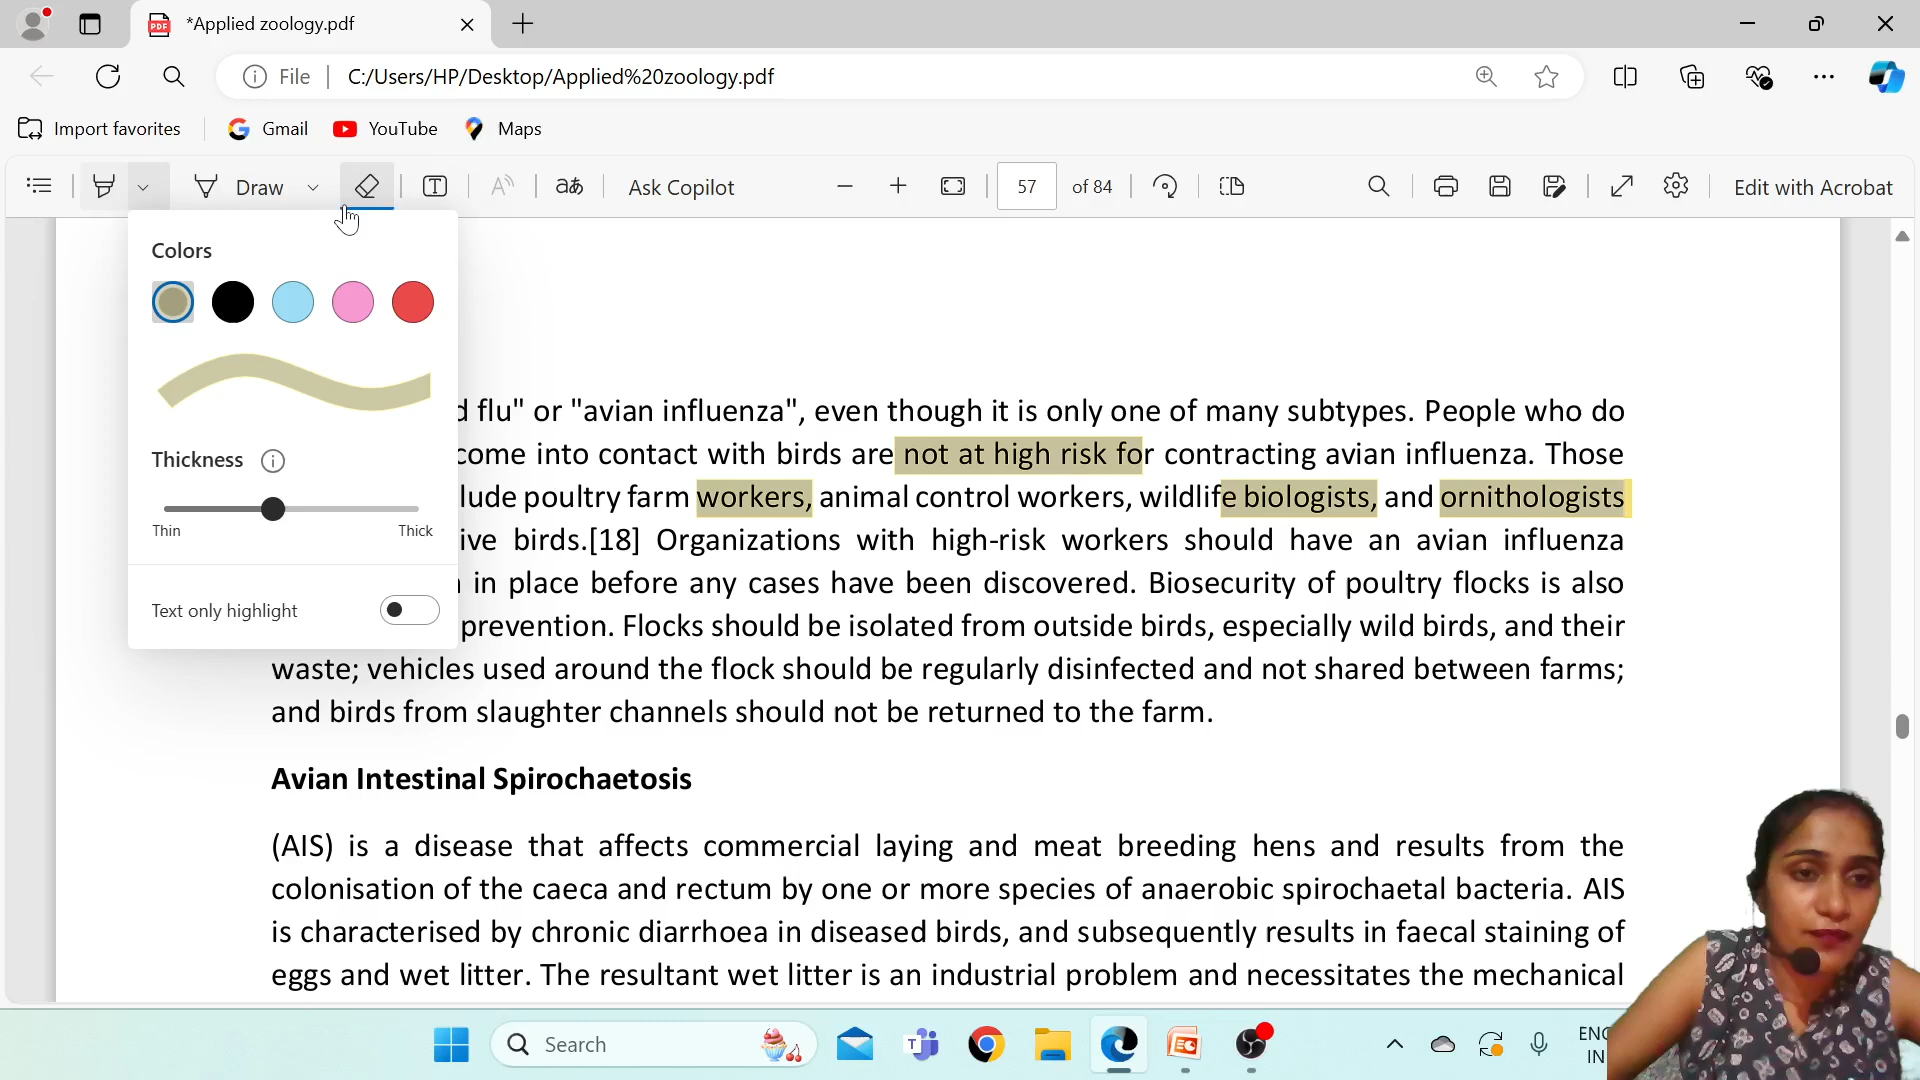 *Applied zoology.pdf
File
C:/Users/HP/Desktop/Applied%20zoology.pdf
Import favorites
Gmail
YouTube
Maps
Draw
Ask Copilot
57 of 84
Edit with Acrobat
Colors
Thickness
Thin
Thick
Text only highlight
d flu" or "avian influenza", even though it is only one of many subtypes. People who do
come into contact with birds are not at high risk for contracting avian influenza. Those
lude poultry farm workers, animal control workers, wildlife biologists, and ornithologists
ive birds.[18] Organizations with high-risk workers should have an avian influenza
in place before any cases have been discovered. Biosecurity of poultry flocks is also
prevention. Flocks should be isolated from outside birds, especially wild birds, and their
waste; vehicles used around the flock should be regularly disinfected and not shared between farms;
and birds from slaughter channels should not be returned to the farm.
Avian Intestinal Spirochaetosis
(AIS) is a disease that affects commercial laying and meat breeding hens and results from the
colonisation of the caeca and rectum by one or more species of anaerobic spirochaetal bacteria. AIS
is characterised by chronic diarrhoea in diseased birds, and subsequently results in faecal staining of
eggs and wet litter. The resultant wet litter is an industrial problem and necessitates the mechanical
Search
ENG
IN